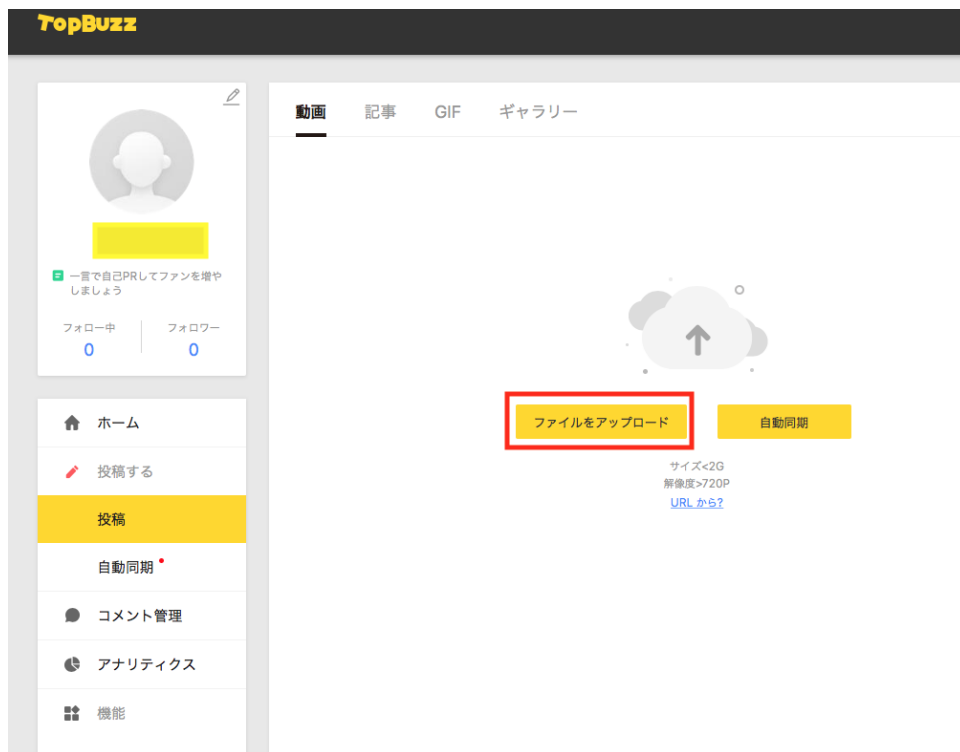 TopBuzz
動画 記事 GIF ギャラリー
一言で自己PRしてファンを増や
しましょう
フォロー中 フォロワー
0 0
ホーム
投稿する
投稿
自動同期
コメント管理
アナリティクス
機能
ファイルをアップロード 自動同期
サイズ<2G
解像度>720P
URL から?